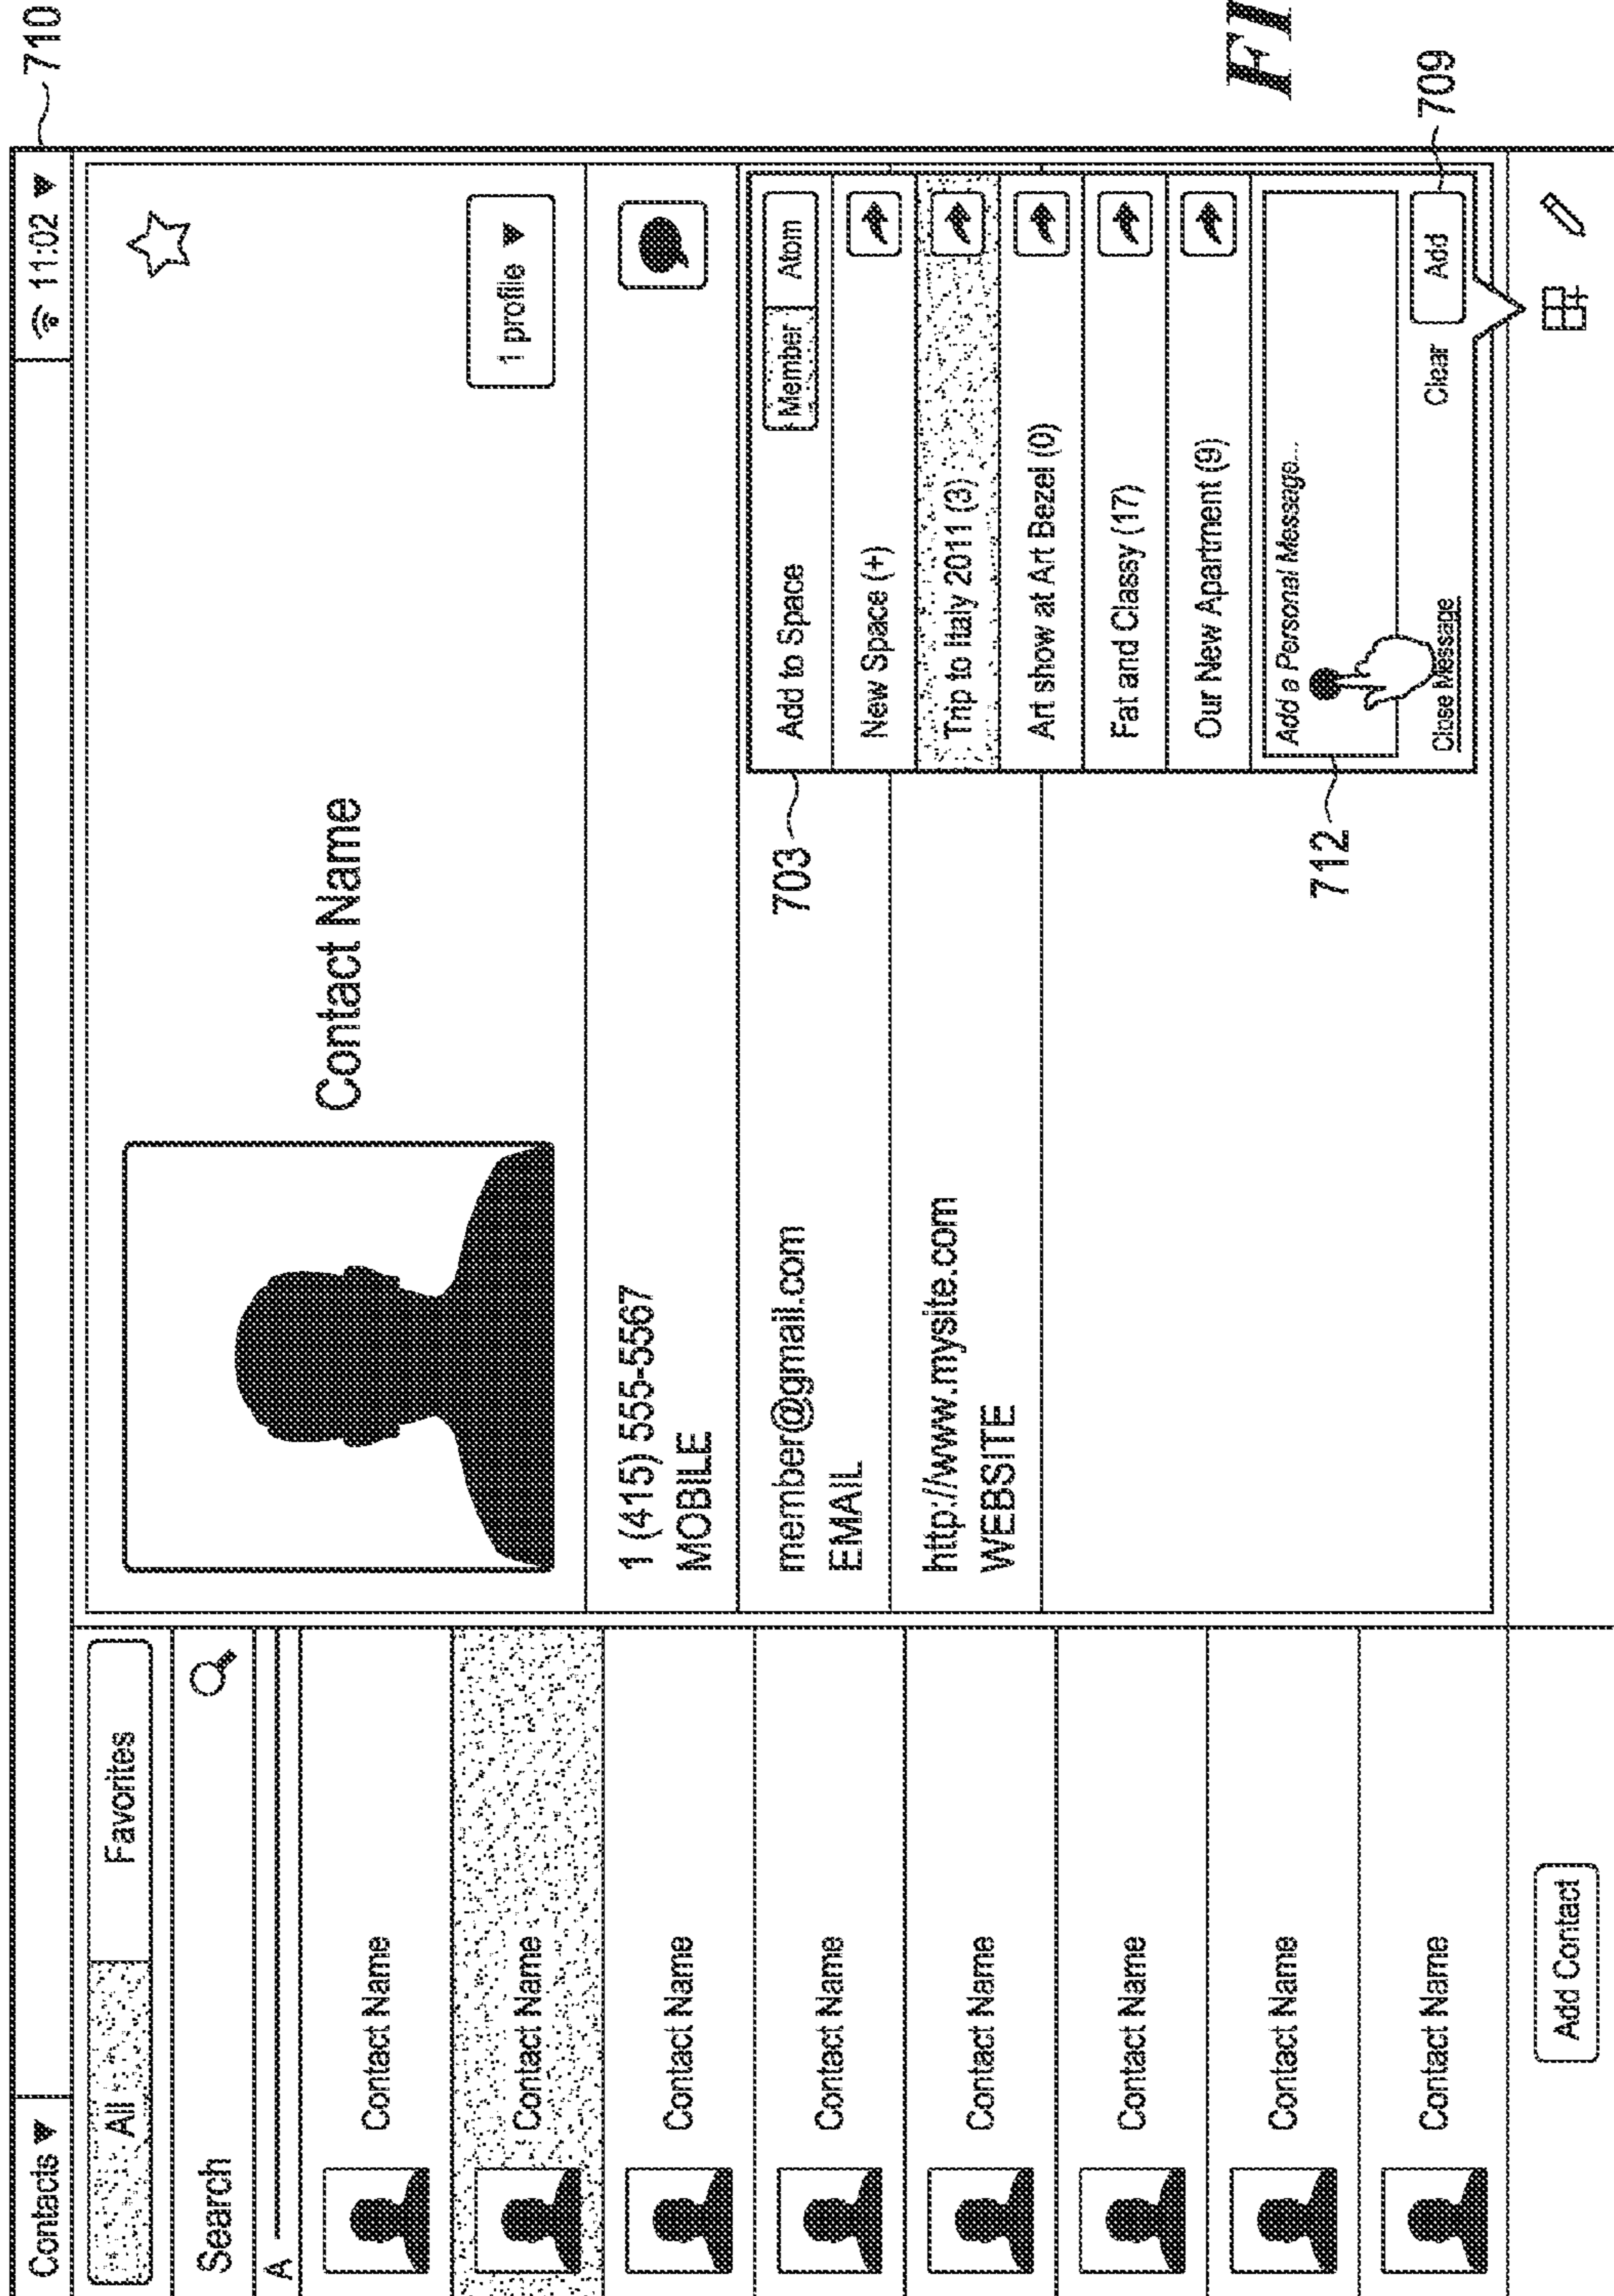 Contacts ▼
11:02 ▼
710
All
Favorites
Search
A
Contact Name
Contact Name
Contact Name
Contact Name
Contact Name
Contact Name
Contact Name
Contact Name
Add Contact
Contact Name
1 profile ▼
1 (415) 555-5567
MOBILE
member@gmail.com
EMAIL
http://www.mysite.com
WEBSITE
703
Add to Space
Member
Atom
New Space (+)
Trip to Italy 2011 (3)
Art show at Art Bezel (0)
Fat and Classy (17)
Our New Apartment (9)
712
Add a Personal Message...
Close Message
Clear
Add
709
FI